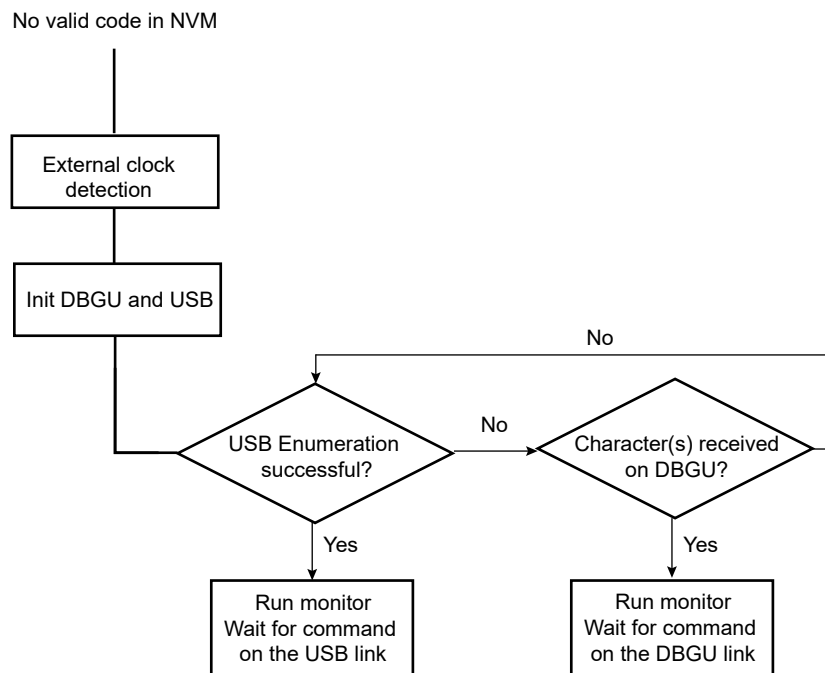 No valid code in NVM
External clock
detection
Init DBGU and USB
No
USB Enumeration
successful?
No
Character(s) received
on DBGU?
Yes
Yes
Run monitor
Wait for command
on the USB link
Run monitor
Wait for command
on the DBGU link